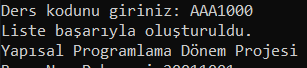 Ders kodunu giriniz: AAA1000
Liste başarıyla oluşturuldu.
Yapısal Programlama Dönem Projesi